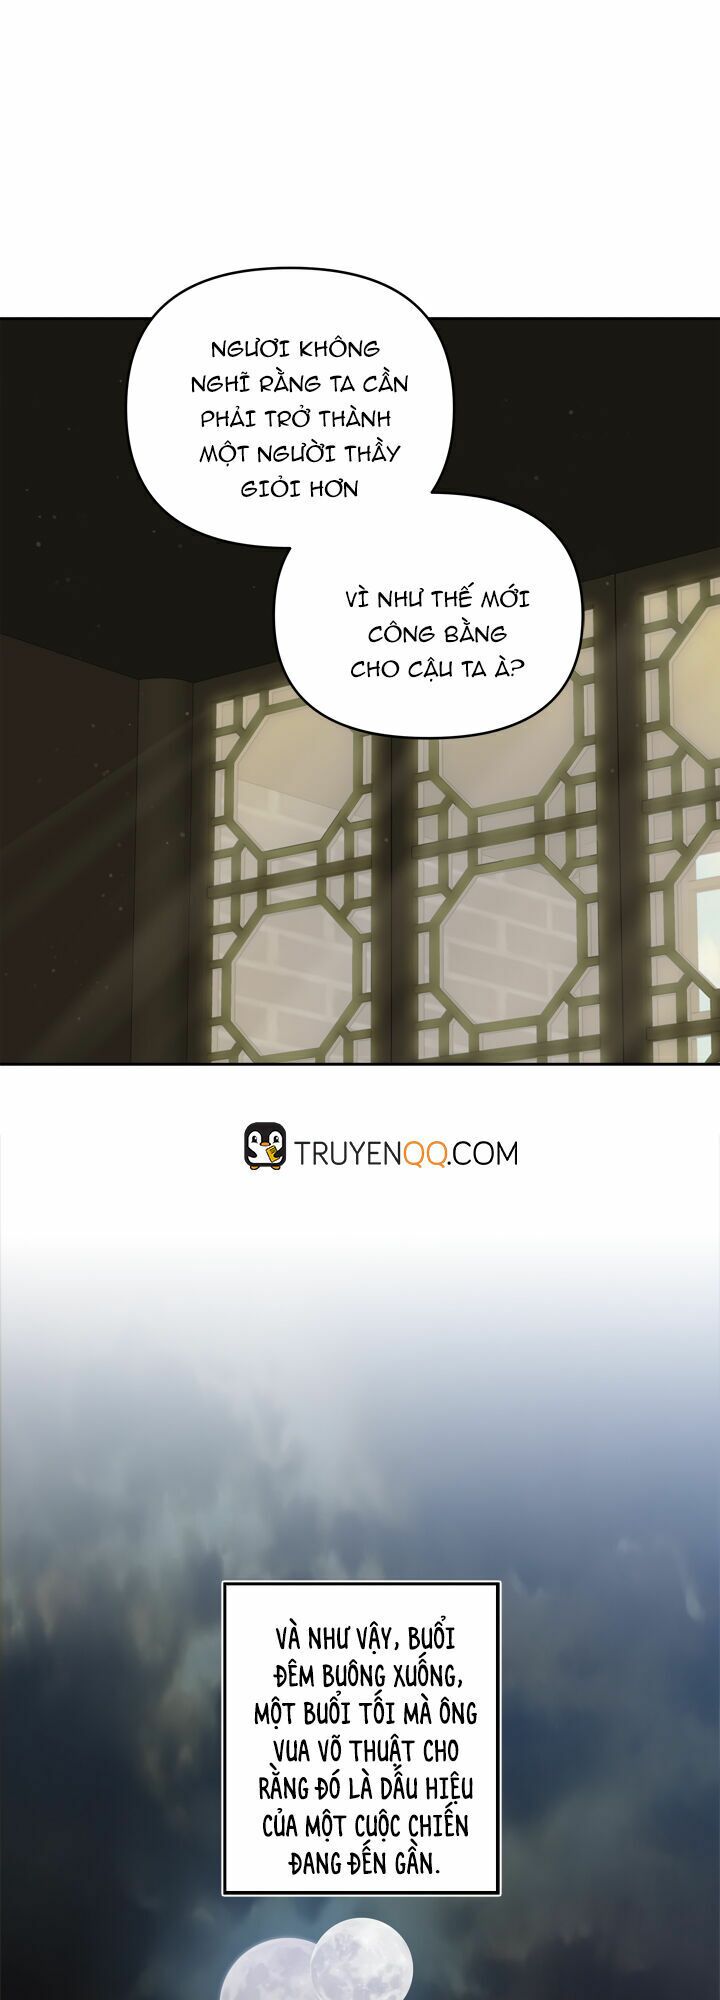 NGƯƠI KHÔNG
NGHĨ RẰNG TA CẦN
PHẢI TRỞ THÀNH
MỘT NGƯỜI THẦY
GIỎI HƠN
VÌ NHƯ THẾ MỚI
CÔNG BẰNG
CHO CẬU TA À?
TRUYENQQ.COM
VÀ NHƯ VẬY, BUỔI
ĐÊM BUÔNG XUỐNG,
MỘT BUỔI TỐI MÀ ÔNG
VUA VÕ THUẬT CHO
RẰNG ĐÓ LÀ DẤU HIỆU
CỦA MỘT CUỘC CHIẾN
ĐANG ĐẾN GẦN.